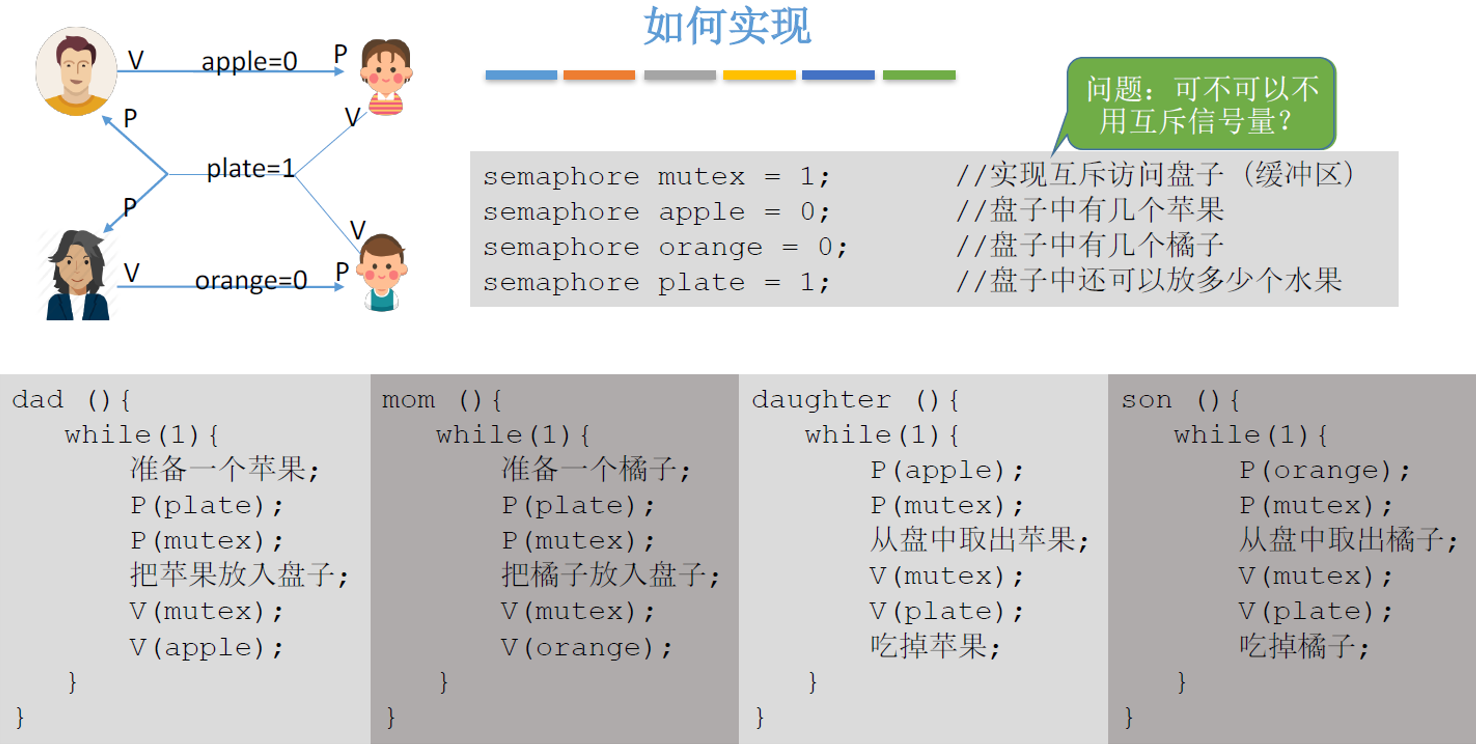 如何实现
V apple=0 P
P V
plate=1
P V
V orange=0 P
问题：可不可以不
用互斥信号量？
semaphore mutex = 1; //实现互斥访问盘子（缓冲区）
semaphore apple = 0; //盘子中有几个苹果
semaphore orange = 0; //盘子中有几个橘子
semaphore plate = 1; //盘子中还可以放多少个水果
dad (){
while(1){
准备一个苹果;
P(plate);
P(mutex);
把苹果放入盘子;
V(mutex);
V(apple);
}
}
mom (){
while(1){
准备一个橘子;
P(plate);
P(mutex);
把橘子放入盘子;
V(mutex);
V(orange);
}
}
daughter (){
while(1){
P(apple);
P(mutex);
从盘中取出苹果;
V(mutex);
V(plate);
吃掉苹果;
}
}
son (){
while(1){
P(orange);
P(mutex);
从盘中取出橘子;
V(mutex);
V(plate);
吃掉橘子;
}
}